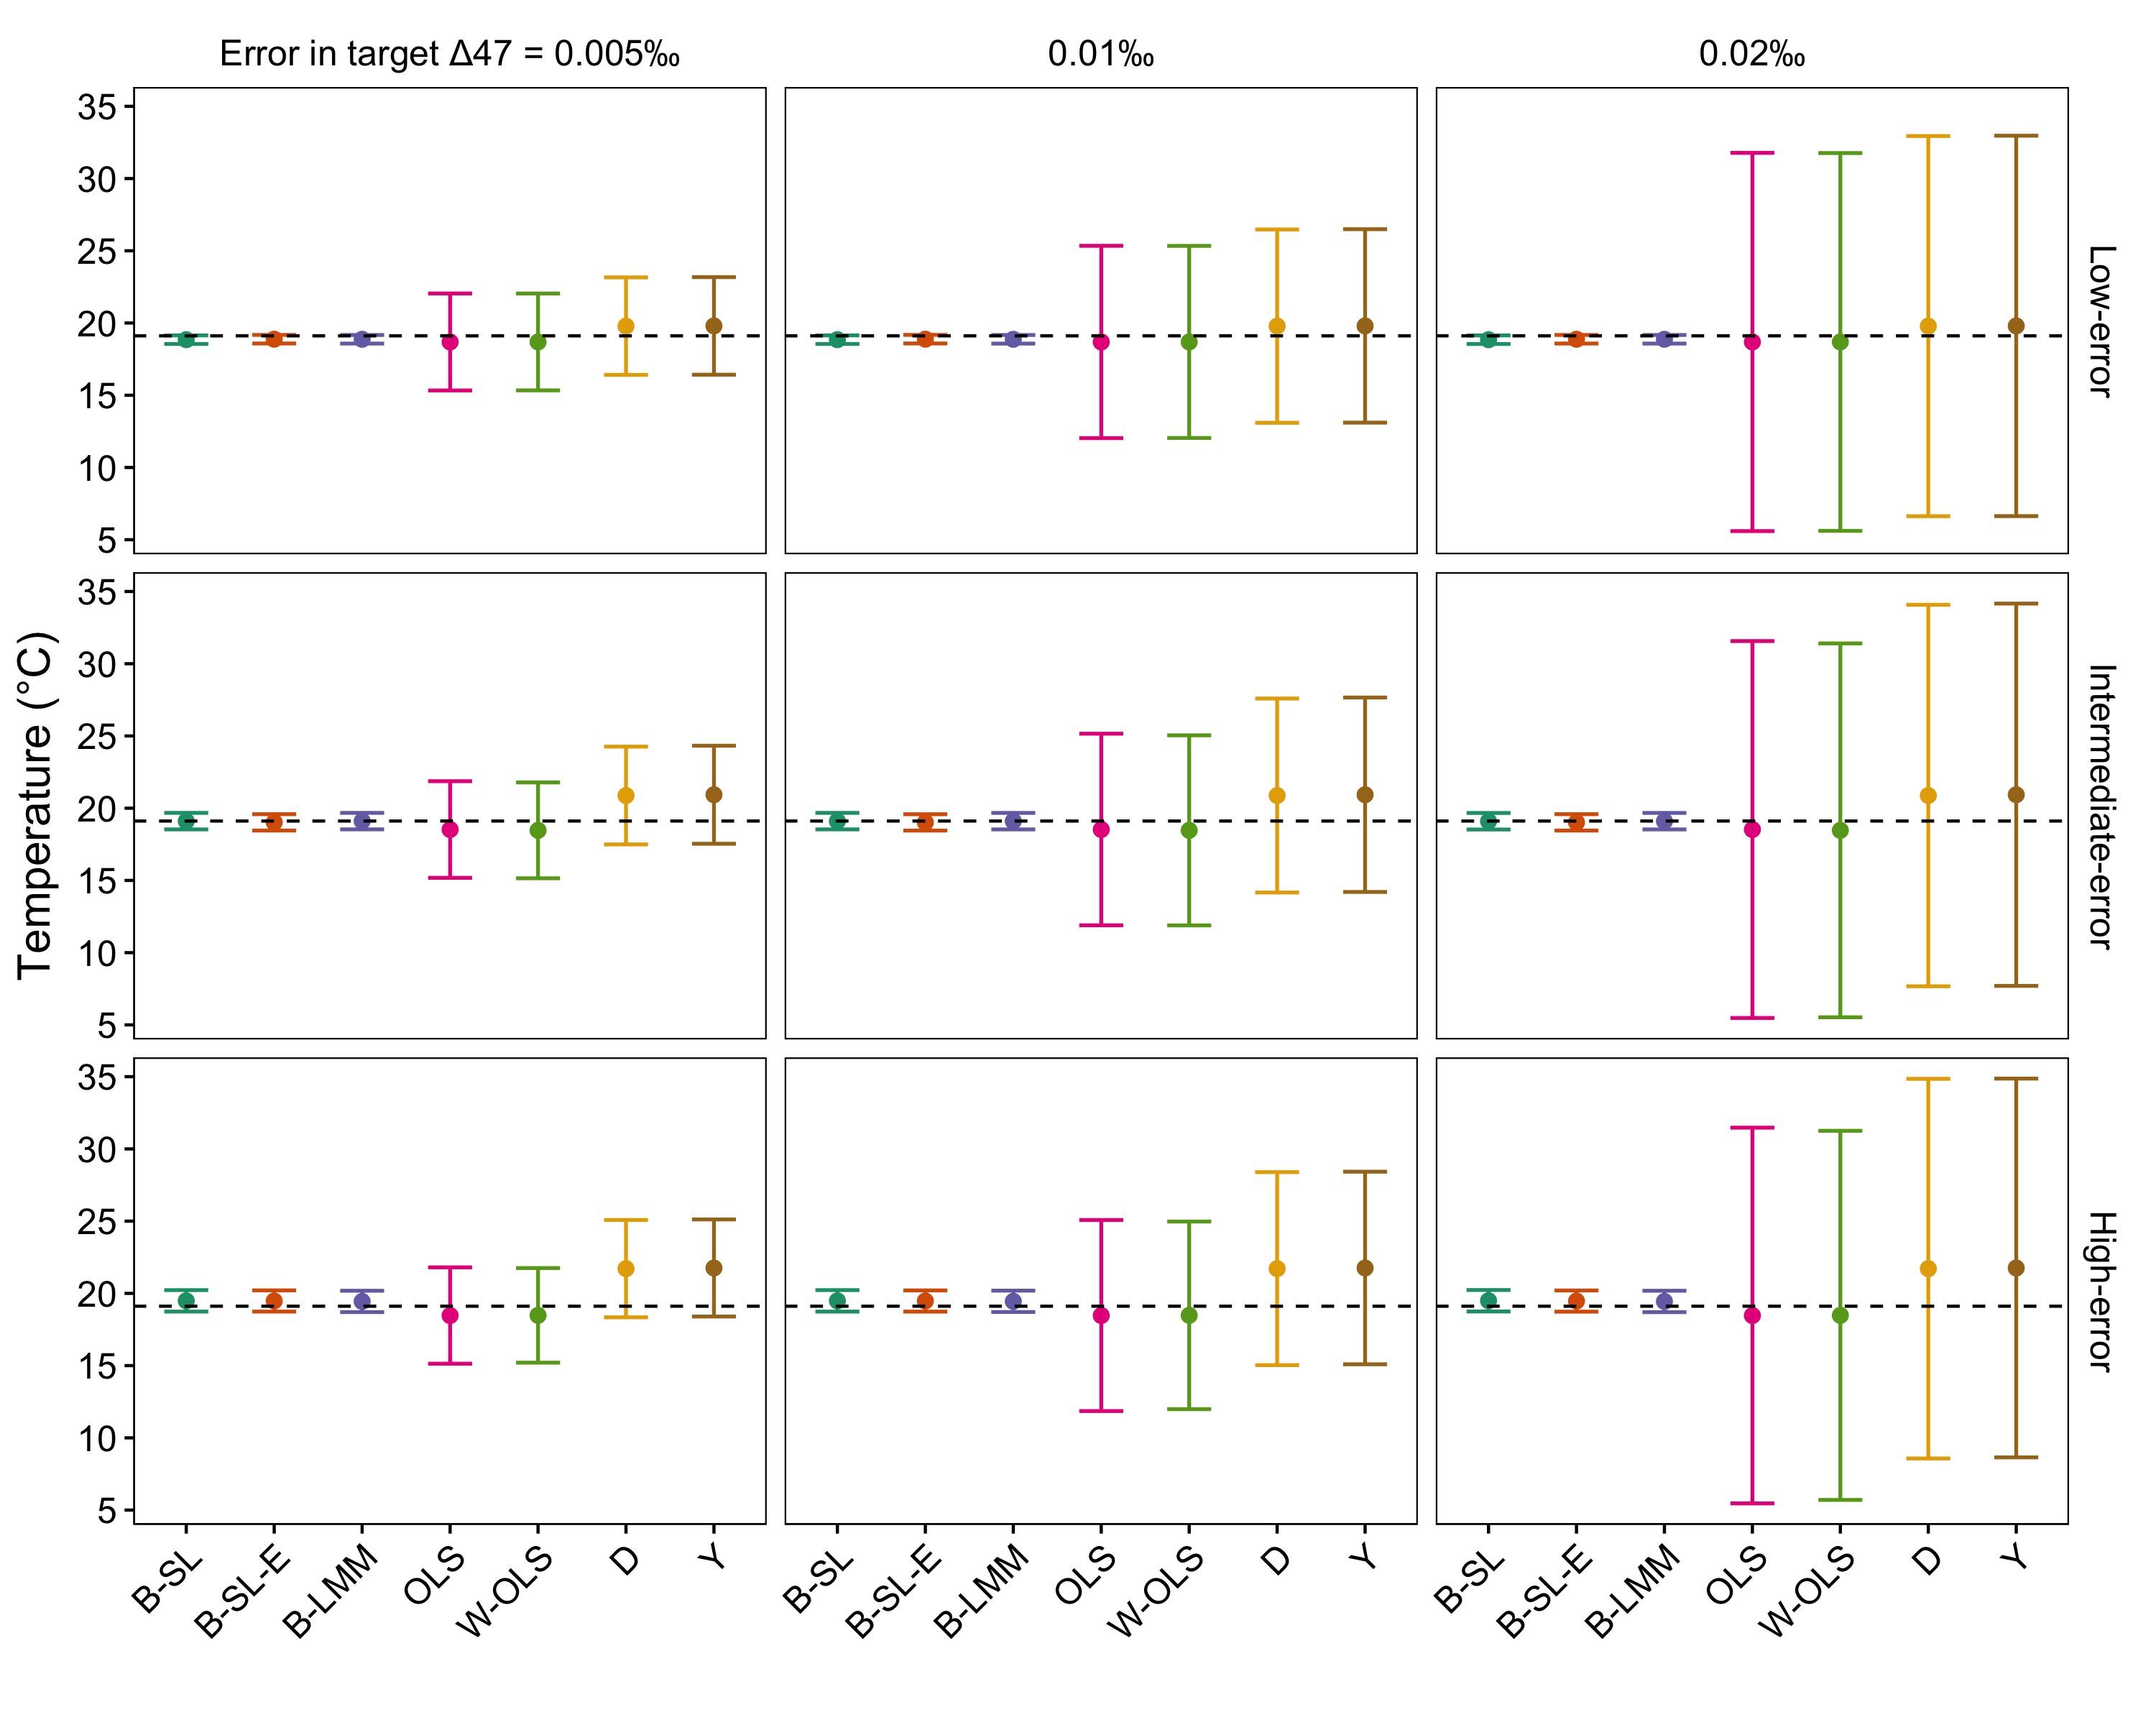 Error in target Δ47 = 0.005‰
0.01‰
0.02‰
35
30
25
20
15
10
5
Low-error
35
30
25
20
15
10
5
Intermediate-error
Temperature (°C)
35
30
25
20
15
10
5
High-error
B-SL
B-SL-E
B-LMM
OLS
W-OLS
D
Y
B-SL
B-SL-E
B-LMM
OLS
W-OLS
D
Y
B-SL
B-SL-E
B-LMM
OLS
W-OLS
D
Y